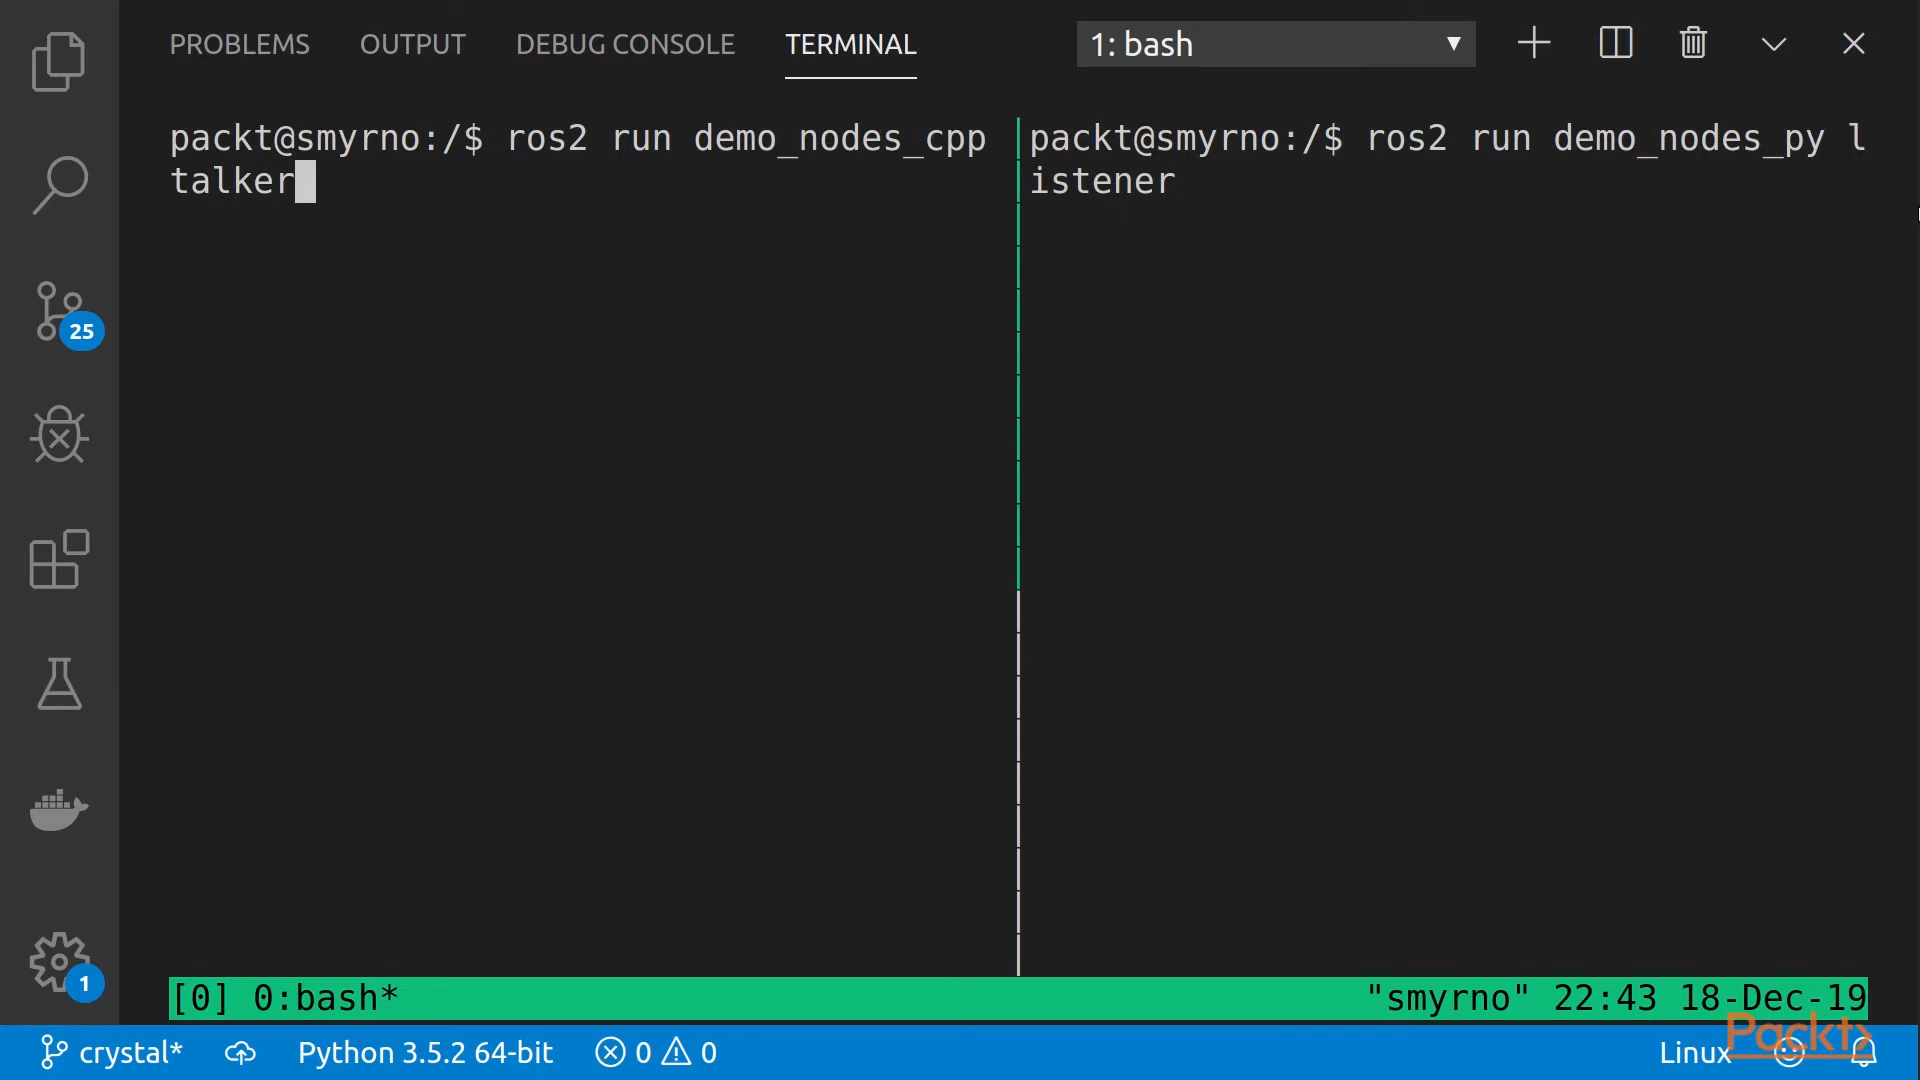 PROBLEMS OUTPUT DEBUG CONSOLE TERMINAL 1: bash
packt@smyrno:/$ ros2 run demo_nodes_cpp
talker
packt@smyrno:/$ ros2 run demo_nodes_py l
istener
25
1
[0] 0:bash* "smyrno" 22:43 18-Dec-19
crystal* Python 3.5.2 64-bit 0 0 Linux
Packt>